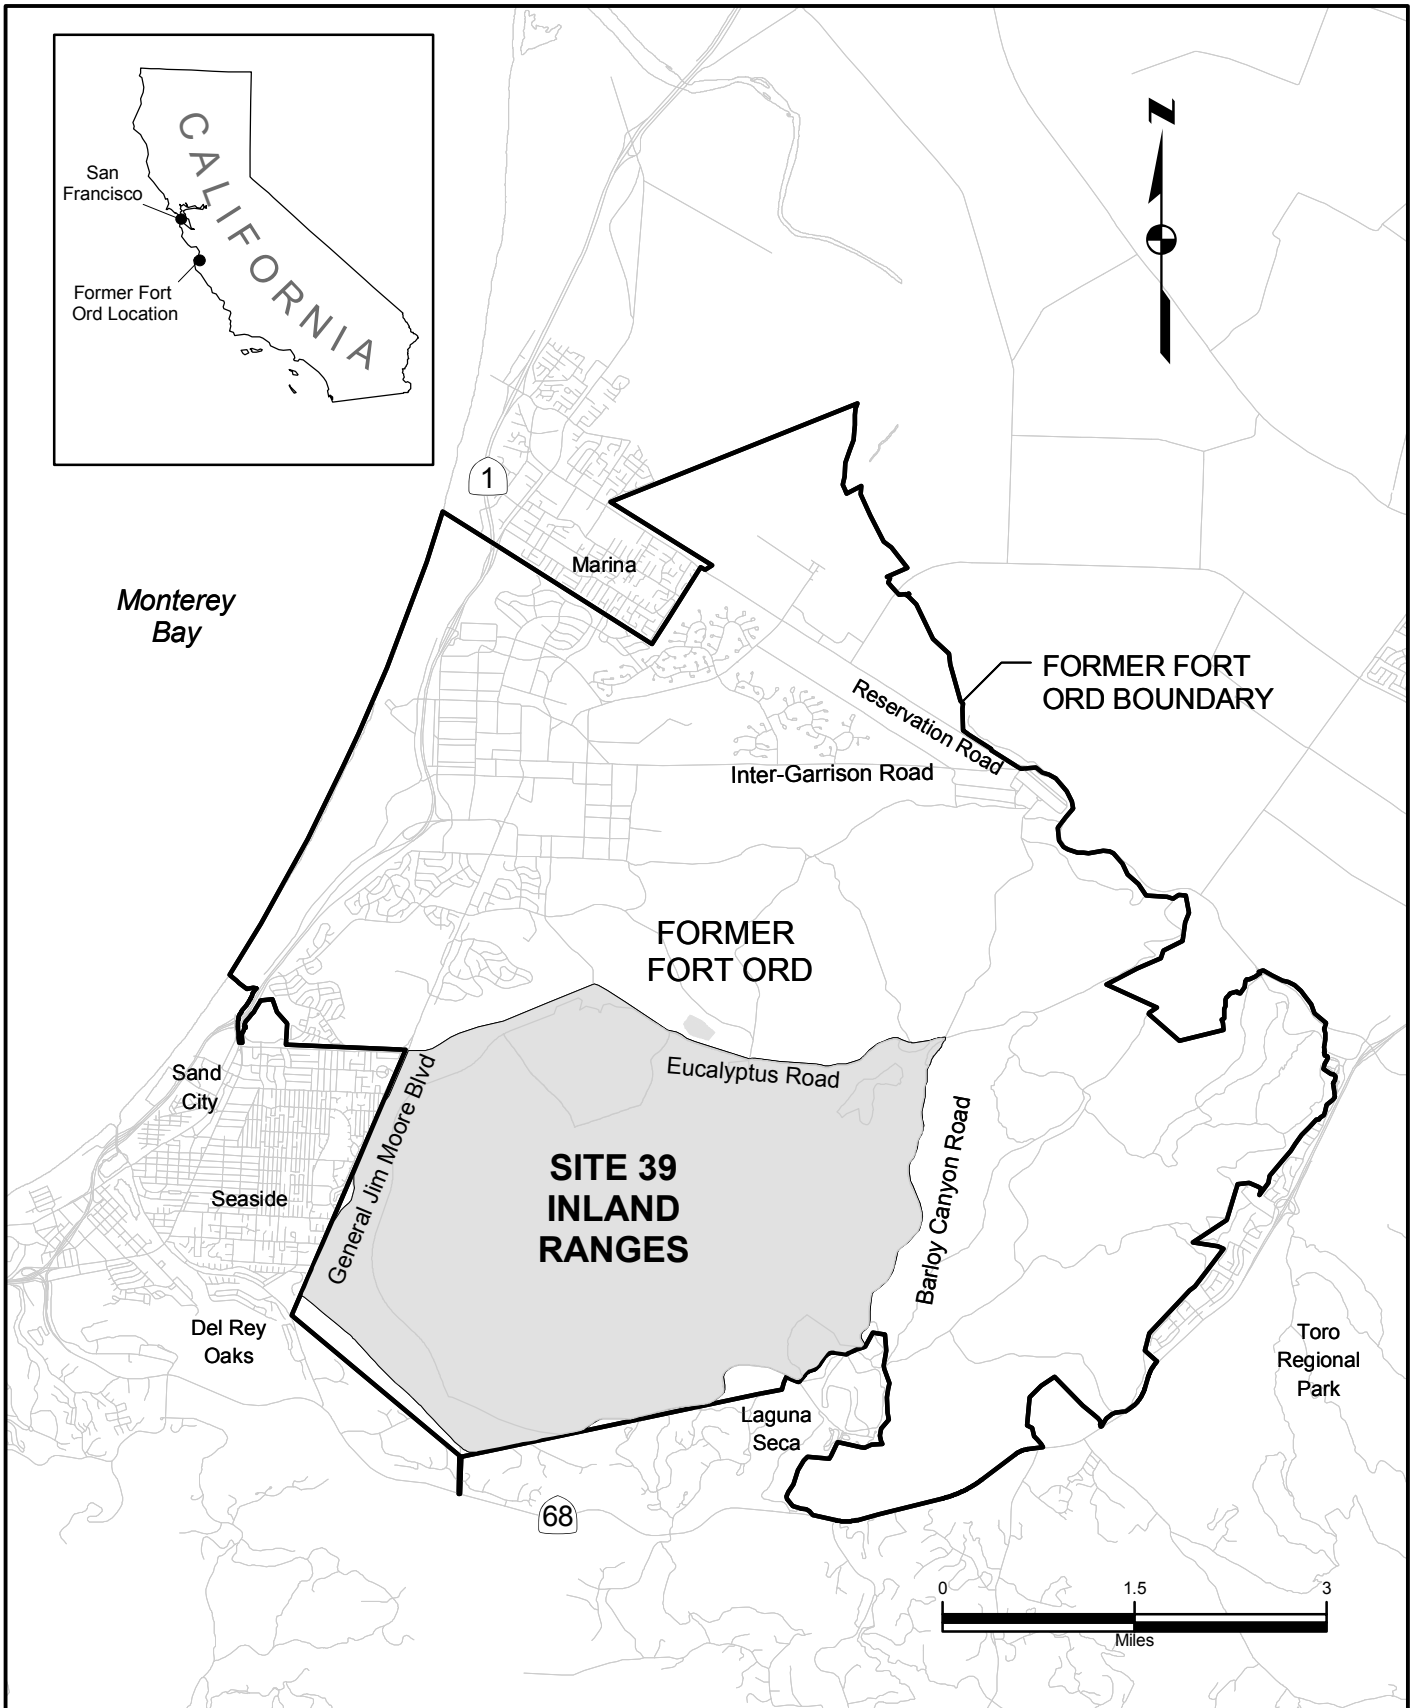 CALIFORNIA
San
Francisco
Former Fort
Ord Location
N
1
Marina
Monterey
Bay
FORMER FORT
ORD BOUNDARY
Reservation Road
Inter-Garrison Road
FORMER
FORT ORD
Eucalyptus Road
Sand
City
General Jim Moore Blvd
SITE 39
INLAND
RANGES
Seaside
Barloy Canyon Road
Del Rey
Oaks
Toro
Regional
Park
Laguna
Seca
68
0 1.5 3
Miles